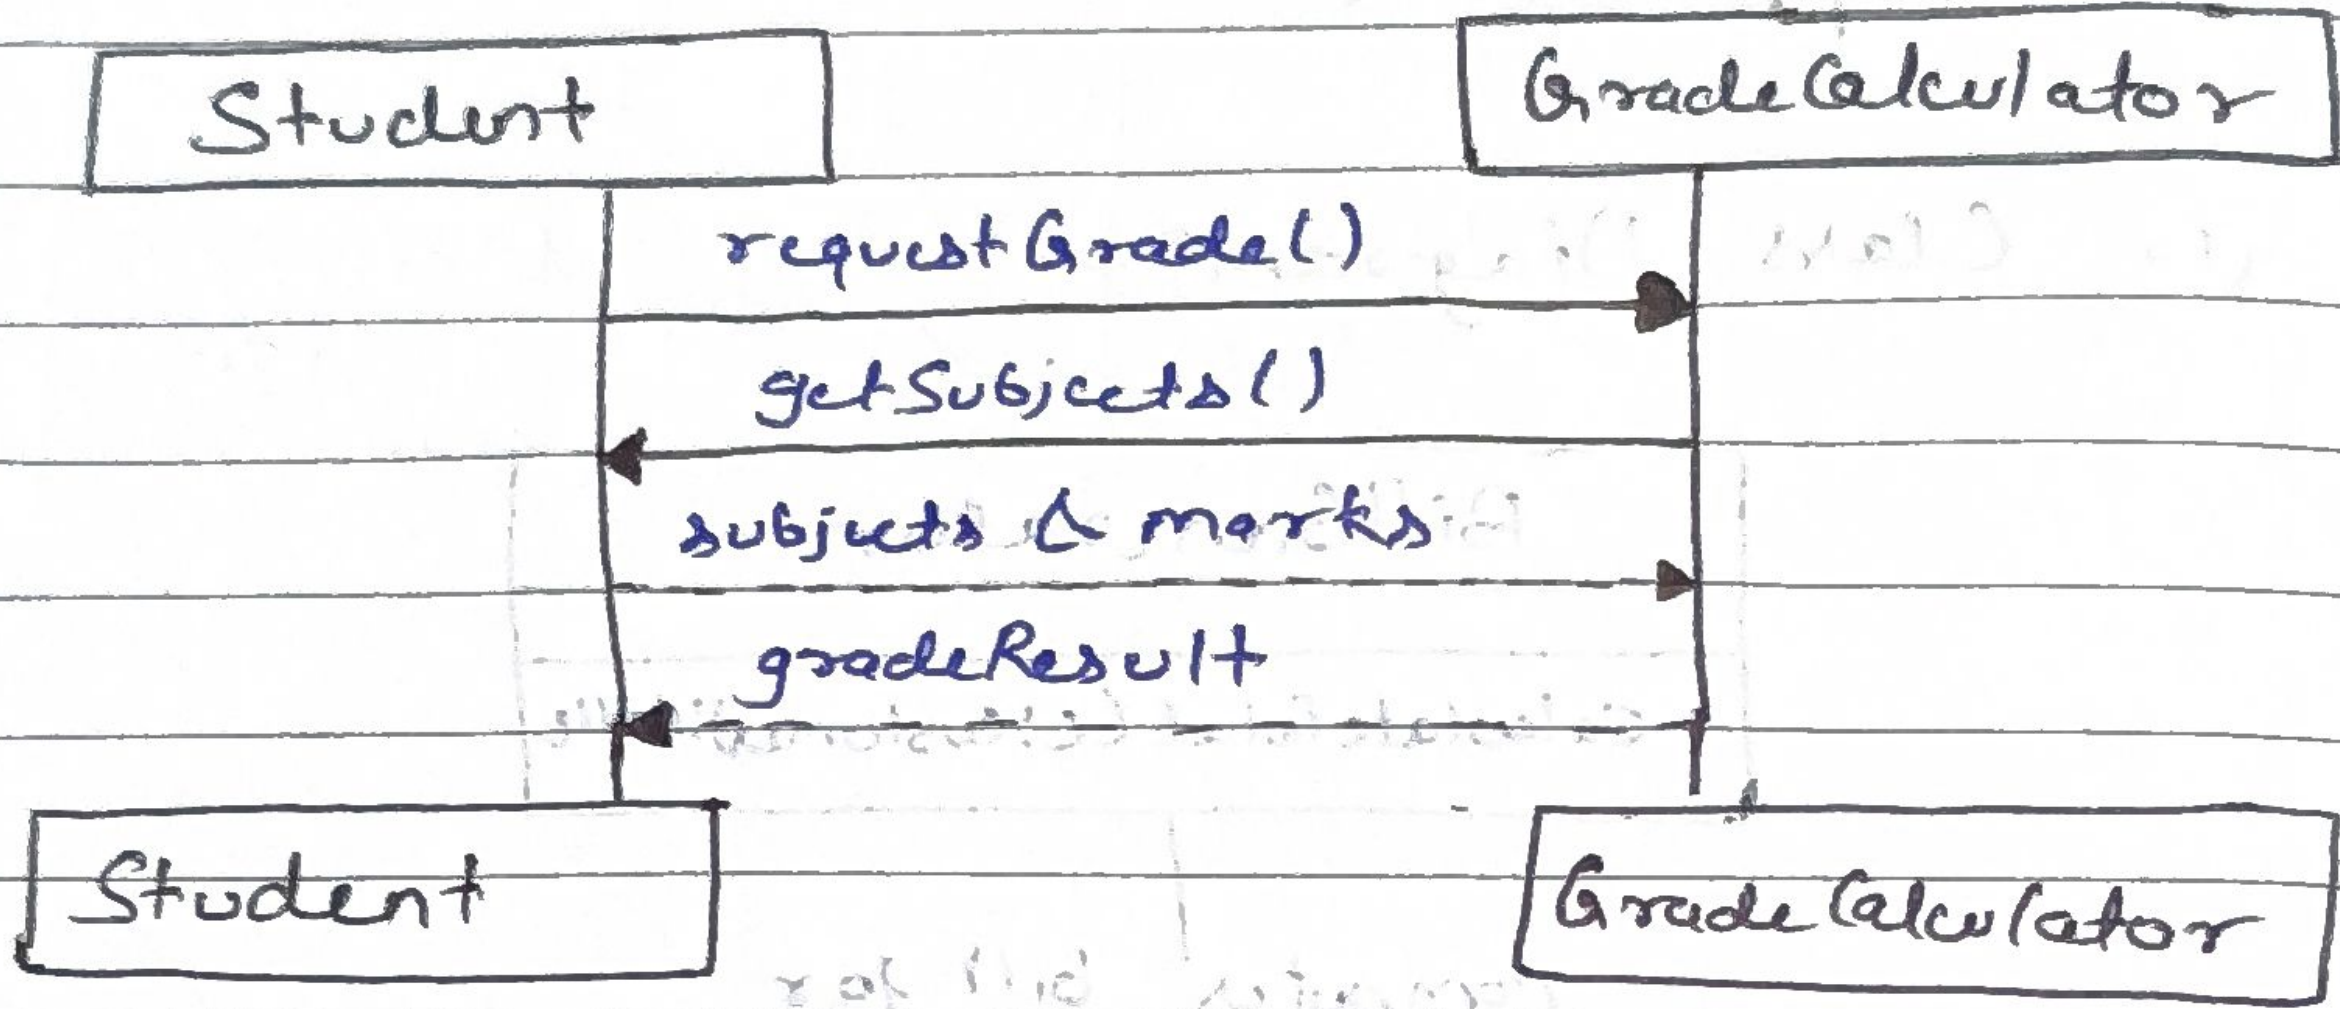 Student GradeCalculator
requestGrade()
getSubjects()
subjects & marks
gradeResult
Student GradeCalculator